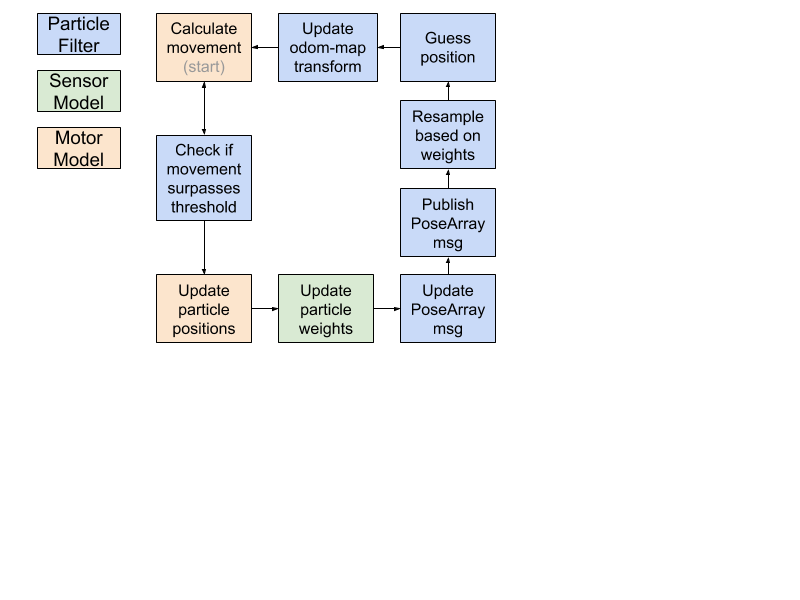 Particle
Filter
Sensor
Model
Motor
Model
Calculate
movement
(start)
Update
odom-map
transform
Guess
position
Check if
movement
surpasses
threshold
Resample
based on
weights
Publish
PoseArray
msg
Update
particle
positions
Update
particle
weights
Update
PoseArray
msg